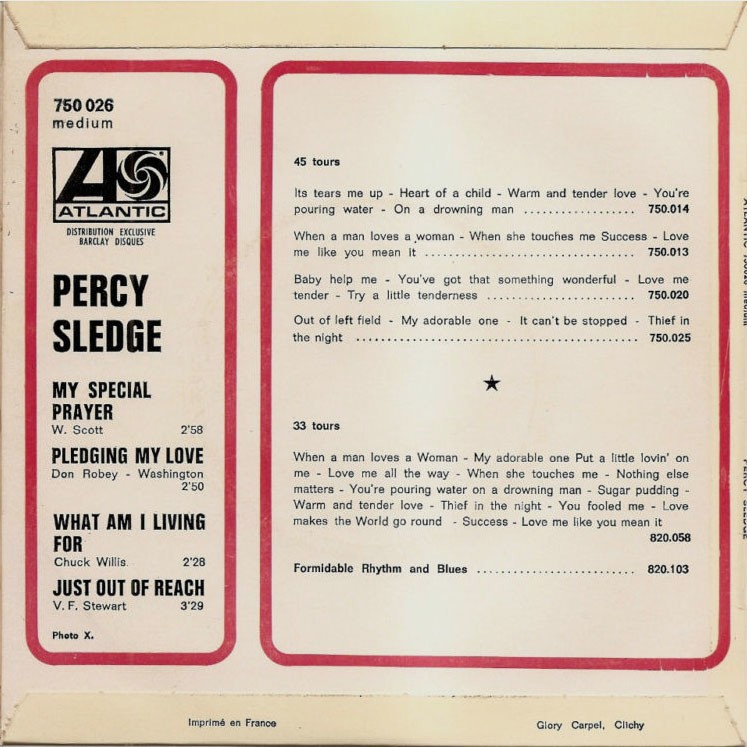 750 026
medium
ATLANTIC
DISTRIBUTION EXCLUSIVE
BARCLAY DISQUES
PERCY
SLEDGE
MY SPECIAL
PRAYER
W. Scott 2'58
PLEDGING MY LOVE
Don Robey - Washington
2'50
WHAT AM I LIVING
FOR
Chuck Willis 2'28
JUST OUT OF REACH
V. F. Stewart 3'29
Photo X.
45 tours
Its tears me up - Heart of a child - Warm and tender love - You're
pouring water - On a drowning man .................. 750.014
When a man loves a woman - When she touches me Success - Love
me like you mean it .................................. 750.013
Baby help me - You've got that something wonderful - Love me
tender - Try a little tenderness ........................ 750.020
Out of left field - My adorable one - It can't be stopped - Thief in
the night ............................................ 750.025
★
33 tours
When a man loves a Woman - My adorable one Put a little lovin' on
me - Love me all the way - When she touches me - Nothing else
matters - You're pouring water on a drowning man - Sugar pudding -
Warm and tender love - Thief in the night - You fooled me - Love
makes the World go round - Success - Love me like you mean it
820.058
Formidable Rhythm and Blues .......................... 820.103
Imprimé en France
Glory Carpel, Clichy
PERCY SLEDGE